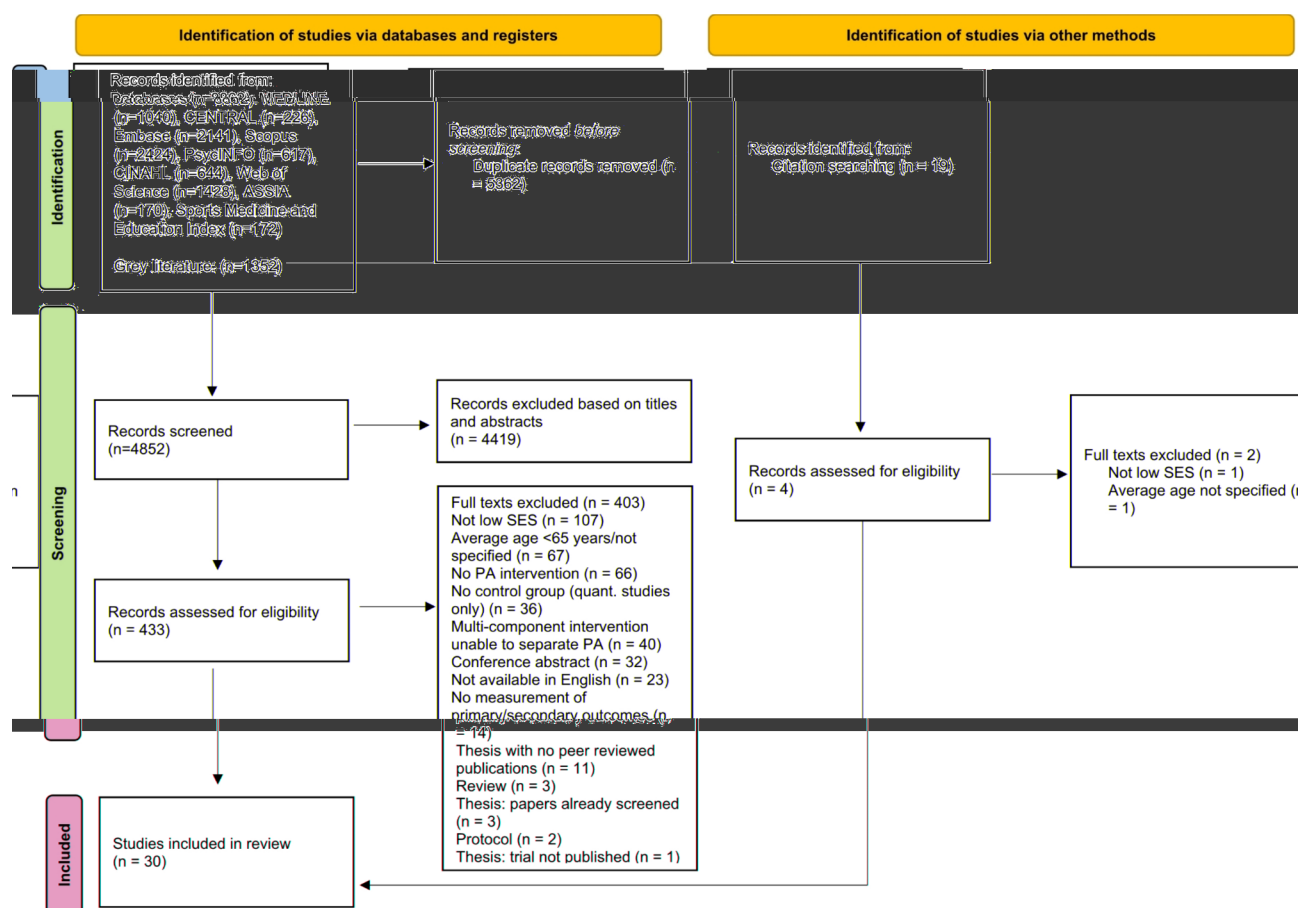 Identification of studies via databases and registers
Identification of studies via other methods
Identification
Records identified from:
Databases (n=8862): MEDLINE
(n=1040), CENTRAL (n=226),
Embase (n=2141), Scopus
(n=2424), PsycINFO (n=617),
CINAHL (n=644), Web of
Science (n=1428), ASSIA
(n=170), Sports Medicine and
Education Index (n=172)
Grey literature: (n=1352)
Records removed before
screening:
Duplicate records removed (n
= 5362)
Records identified from:
Citation searching (n = 19)
Screening
n
Records screened
(n=4852)
Records excluded based on titles
and abstracts
(n = 4419)
Records assessed for eligibility
(n = 4)
Full texts excluded (n = 2)
Not low SES (n = 1)
Average age not specified (n
= 1)
Records assessed for eligibility
(n = 433)
Full texts excluded (n = 403)
Not low SES (n = 107)
Average age <65 years/not
specified (n = 67)
No PA intervention (n = 66)
No control group (quant. studies
only) (n = 36)
Multi-component intervention
unable to separate PA (n = 40)
Conference abstract (n = 32)
Not available in English (n = 23)
No measurement of
primary/secondary outcomes (n
= 14)
Thesis with no peer reviewed
publications (n = 11)
Review (n = 3)
Thesis: papers already screened
(n = 3)
Protocol (n = 2)
Thesis: trial not published (n = 1)
Included
Studies included in review
(n = 30)